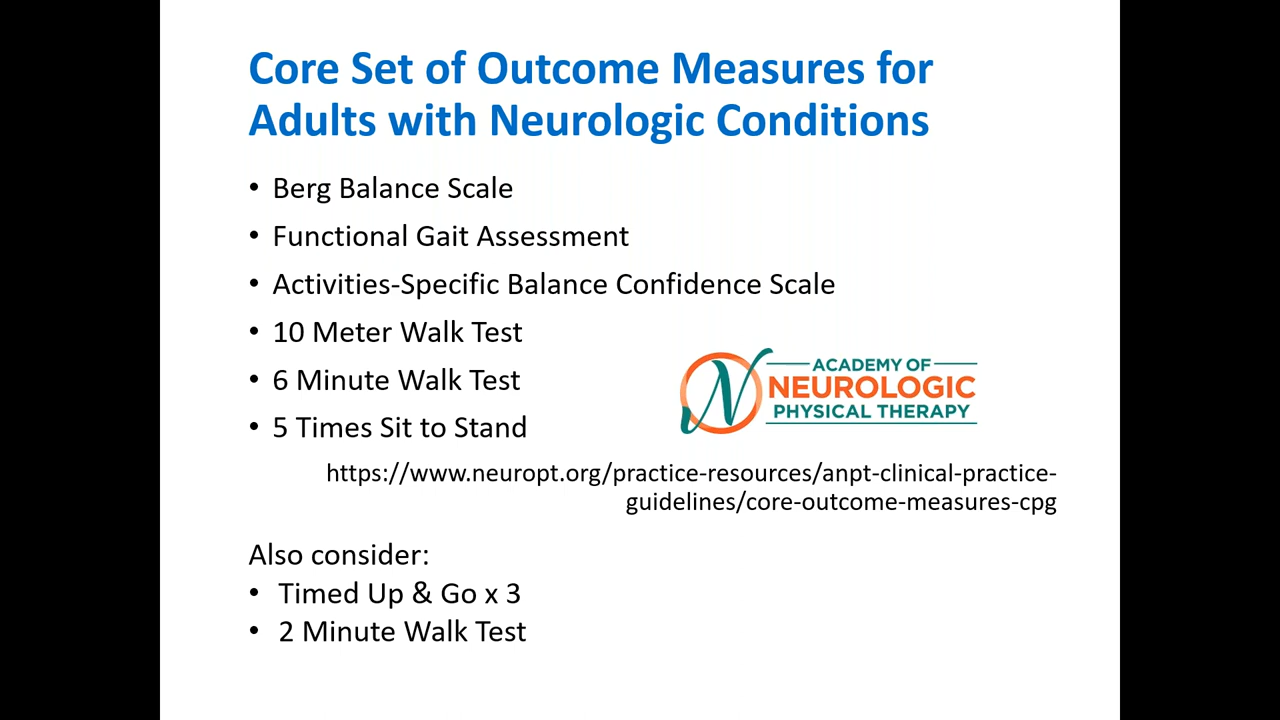 Core Set of Outcome Measures for
Adults with Neurologic Conditions
• Berg Balance Scale
• Functional Gait Assessment
• Activities-Specific Balance Confidence Scale
• 10 Meter Walk Test
• 6 Minute Walk Test
• 5 Times Sit to Stand
N
ACADEMY OF
NEUROLOGIC
PHYSICAL THERAPY
https://www.neuropt.org/practice-resources/anpt-clinical-practice-
guidelines/core-outcome-measures-cpg
Also consider:
• Timed Up & Go x 3
• 2 Minute Walk Test